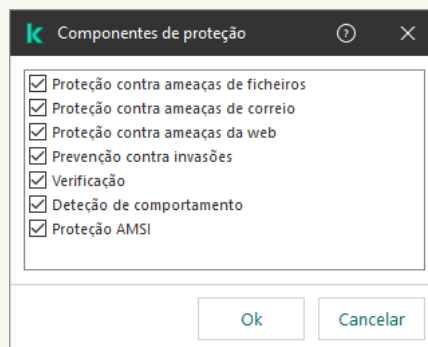 Componentes de proteção
Proteção contra ameaças de ficheiros
Proteção contra ameaças de correio
Proteção contra ameaças da web
Prevenção contra invasões
Verificação
Deteção de comportamento
Proteção AMSI
Ok
Cancelar